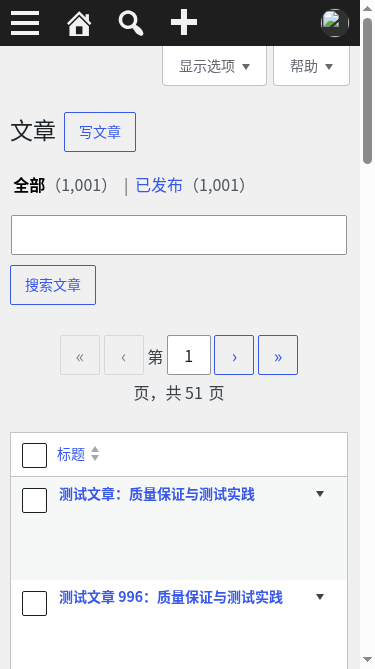 显示选项 帮助
文章 写文章
全部（1,001） | 已发布（1,001）
搜索文章
« ‹ 第 1 › »
页，共 51 页
标题
测试文章：质量保证与测试实践
测试文章 996：质量保证与测试实践